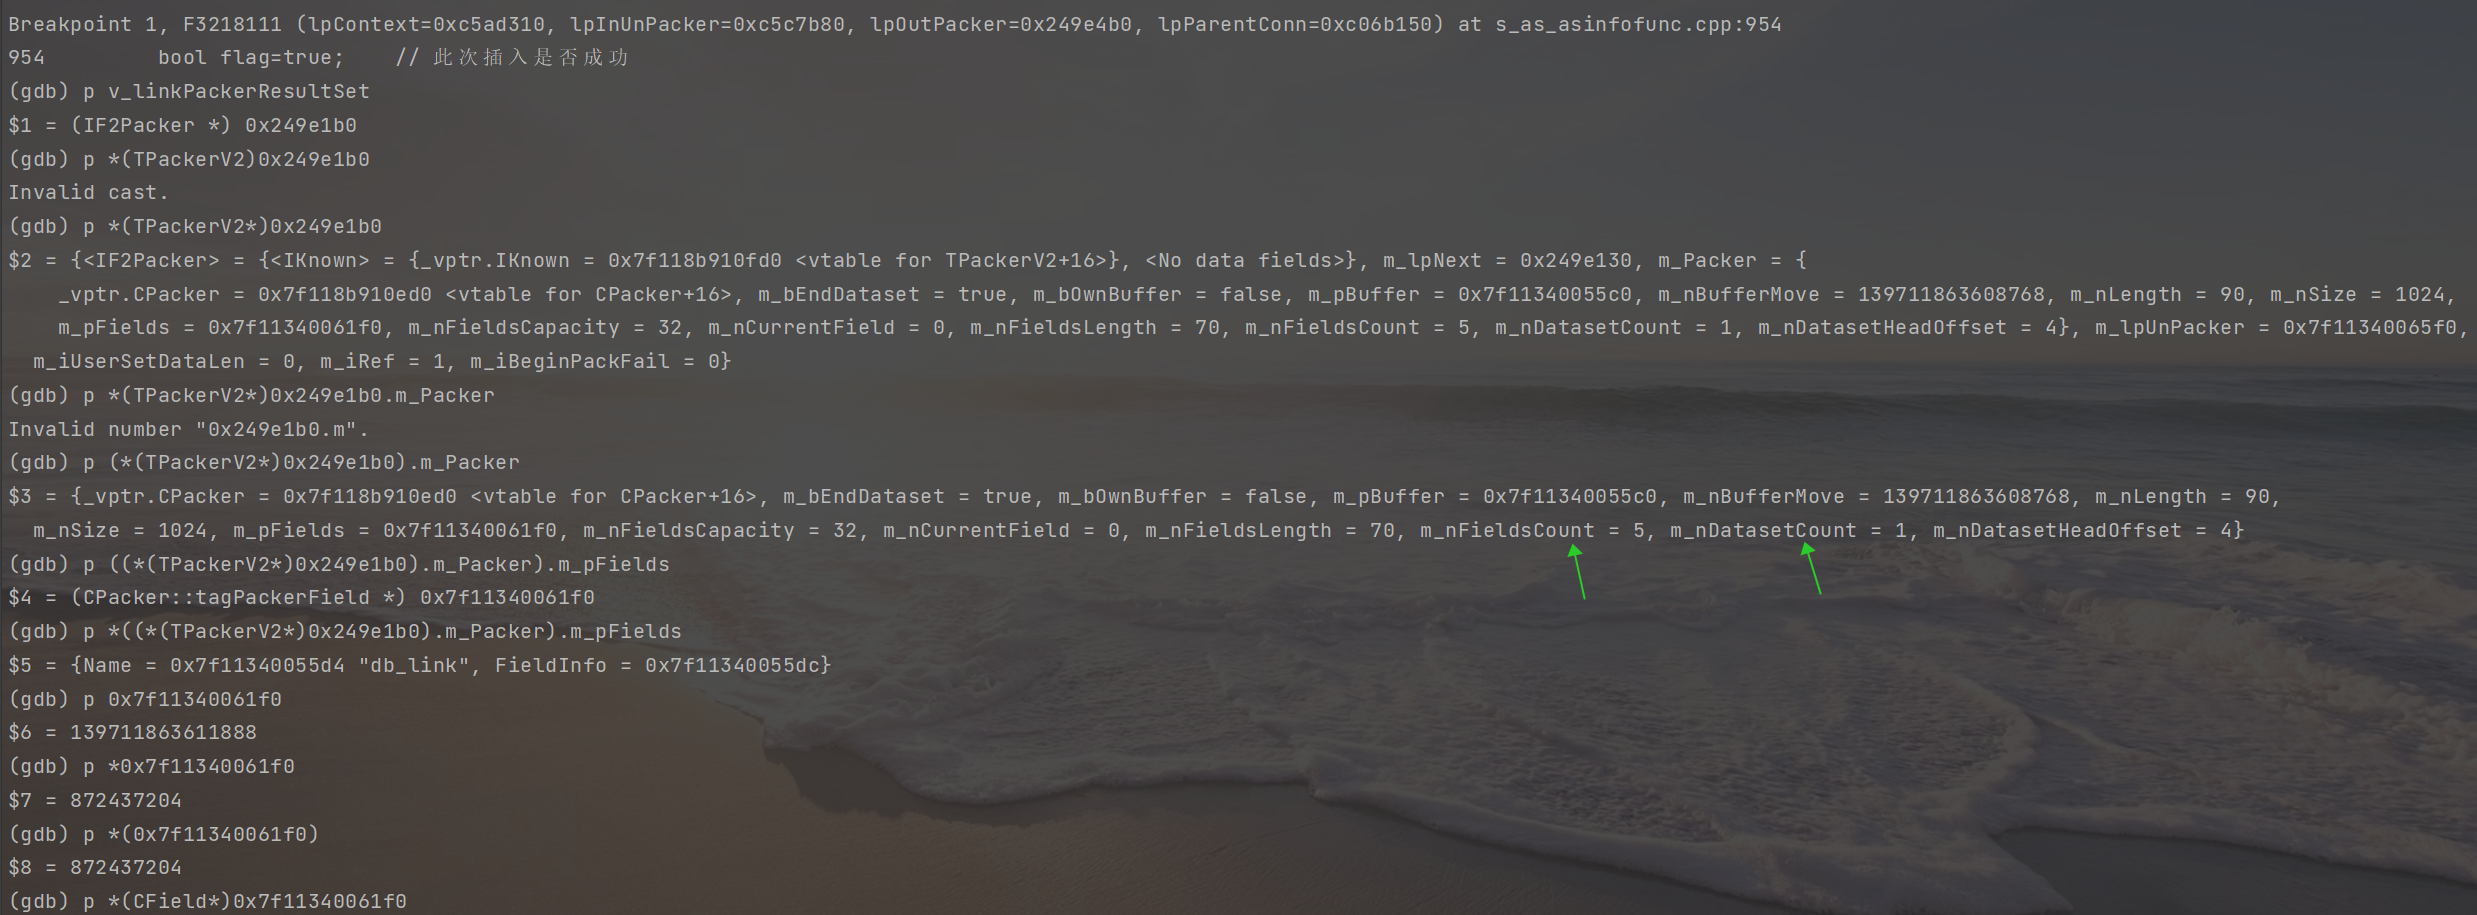 Breakpoint 1, F3218111 (lpContext=0xc5ad310, lpInUnPacker=0xc5c7b80, lpOutPacker=0x249e4b0, lpParentConn=0xc06b150) at s_as_asinfofunc.cpp:954
954         bool flag=true;    // 此次插入是否成功
(gdb) p v_linkPackerResultSet
$1 = (IF2Packer *) 0x249e1b0
(gdb) p *(TPackerV2)0x249e1b0
Invalid cast.
(gdb) p *(TPackerV2*)0x249e1b0
$2 = {<IF2Packer> = {<IKnown> = {_vptr.IKnown = 0x7f118b910fd0 <vtable for TPackerV2+16>}, <No data fields>}, m_lpNext = 0x249e130, m_Packer = {
    _vptr.CPacker = 0x7f118b910ed0 <vtable for CPacker+16>, m_bEndDataset = true, m_bOwnBuffer = false, m_pBuffer = 0x7f11340055c0, m_nBufferMove = 139711863608768, m_nLength = 90, m_nSize = 1024,
    m_pFields = 0x7f11340061f0, m_nFieldsCapacity = 32, m_nCurrentField = 0, m_nFieldsLength = 70, m_nFieldsCount = 5, m_nDatasetCount = 1, m_nDatasetHeadOffset = 4}, m_lpUnPacker = 0x7f11340065f0,
  m_iUserSetDataLen = 0, m_iRef = 1, m_iBeginPackFail = 0}
(gdb) p *(TPackerV2*)0x249e1b0.m_Packer
Invalid number "0x249e1b0.m".
(gdb) p (*(TPackerV2*)0x249e1b0).m_Packer
$3 = {_vptr.CPacker = 0x7f118b910ed0 <vtable for CPacker+16>, m_bEndDataset = true, m_bOwnBuffer = false, m_pBuffer = 0x7f11340055c0, m_nBufferMove = 139711863608768, m_nLength = 90,
  m_nSize = 1024, m_pFields = 0x7f11340061f0, m_nFieldsCapacity = 32, m_nCurrentField = 0, m_nFieldsLength = 70, m_nFieldsCount = 5, m_nDatasetCount = 1, m_nDatasetHeadOffset = 4}
(gdb) p ((*(TPackerV2*)0x249e1b0).m_Packer).m_pFields
$4 = (CPacker::tagPackerField *) 0x7f11340061f0
(gdb) p *((*(TPackerV2*)0x249e1b0).m_Packer).m_pFields
$5 = {Name = 0x7f11340055d4 "db_link", FieldInfo = 0x7f11340055dc}
(gdb) p 0x7f11340061f0
$6 = 139711863611888
(gdb) p *0x7f11340061f0
$7 = 872437204
(gdb) p *(0x7f11340061f0)
$8 = 872437204
(gdb) p *(CField*)0x7f11340061f0